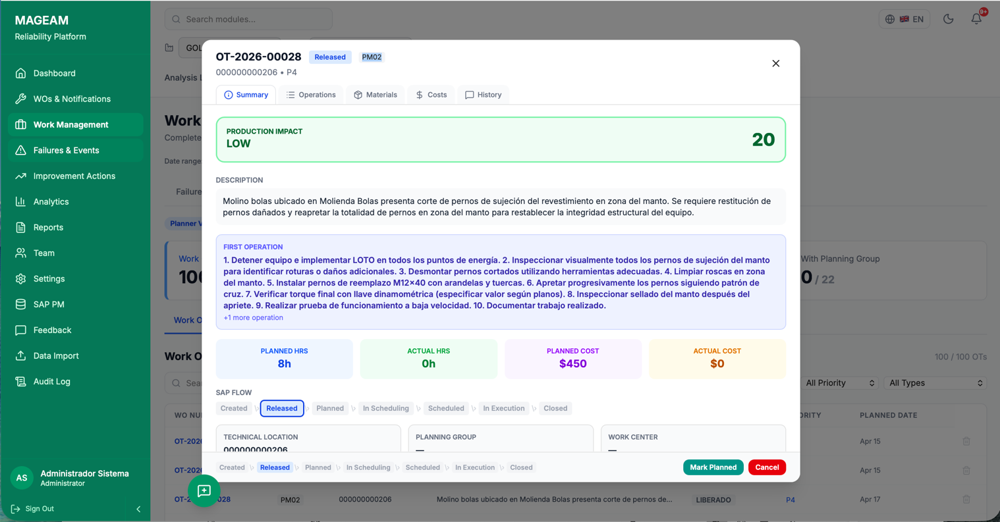 MAGEAM
Reliability Platform
Dashboard
WOs & Notifications
Work Management
Failures & Events
Improvement Actions
Analytics
Reports
Team
Settings
SAP PM
Feedback
Data Import
Audit Log
AS
Administrador Sistema
Administrator
Sign Out
Search modules...
EN
9+
GOL
Analysis
Work
Complete
Date range
Failure
Planner
Work
100
With Planning Group
0 / 22
Work O
Work O
100 / 100 OTs
Sea
All Priority
All Types
WO NU
ORITY
PLANNED DATE
OT-2026
Apr 15
OT-2026
Apr 15
OT-2
028
PM02
000000000206
Molino bolas ubicado en Molienda Bolas presenta corte de pernos de...
LIBERADO
P4
Apr 17
OT-2026-00028
Released
PM02
000000000206 • P4
Summary
Operations
Materials
Costs
History
PRODUCTION IMPACT
LOW
20
DESCRIPTION
Molino bolas ubicado en Molienda Bolas presenta corte de pernos de sujeción del revestimiento en zona del manto. Se requiere restitución de
pernos dañados y reapretar la totalidad de pernos en zona del manto para restablecer la integridad estructural del equipo.
FIRST OPERATION
1. Detener equipo e implementar LOTO en todos los puntos de energía. 2. Inspeccionar visualmente todos los pernos de sujeción del manto
para identificar roturas o daños adicionales. 3. Desmontar pernos cortados utilizando herramientas adecuadas. 4. Limpiar roscas en zona
del manto. 5. Instalar pernos de reemplazo M12×40 con arandelas y tuercas. 6. Apretar progresivamente los pernos siguiendo patrón de
cruz. 7. Verificar torque final con llave dinamométrica (especificar valor según planos). 8. Inspeccionar sellado del manto después del
apriete. 9. Realizar prueba de funcionamiento a baja velocidad. 10. Documentar trabajo realizado.
+1 more operation
PLANNED HRS
8h
ACTUAL HRS
0h
PLANNED COST
$450
ACTUAL COST
$0
SAP FLOW
Created
Released
Planned
In Scheduling
Scheduled
In Execution
Closed
TECHNICAL LOCATION
000000000206
PLANNING GROUP
—
WORK CENTER
—
Created
Released
Planned
In Scheduling
Scheduled
In Execution
Closed
Mark Planned
Cancel